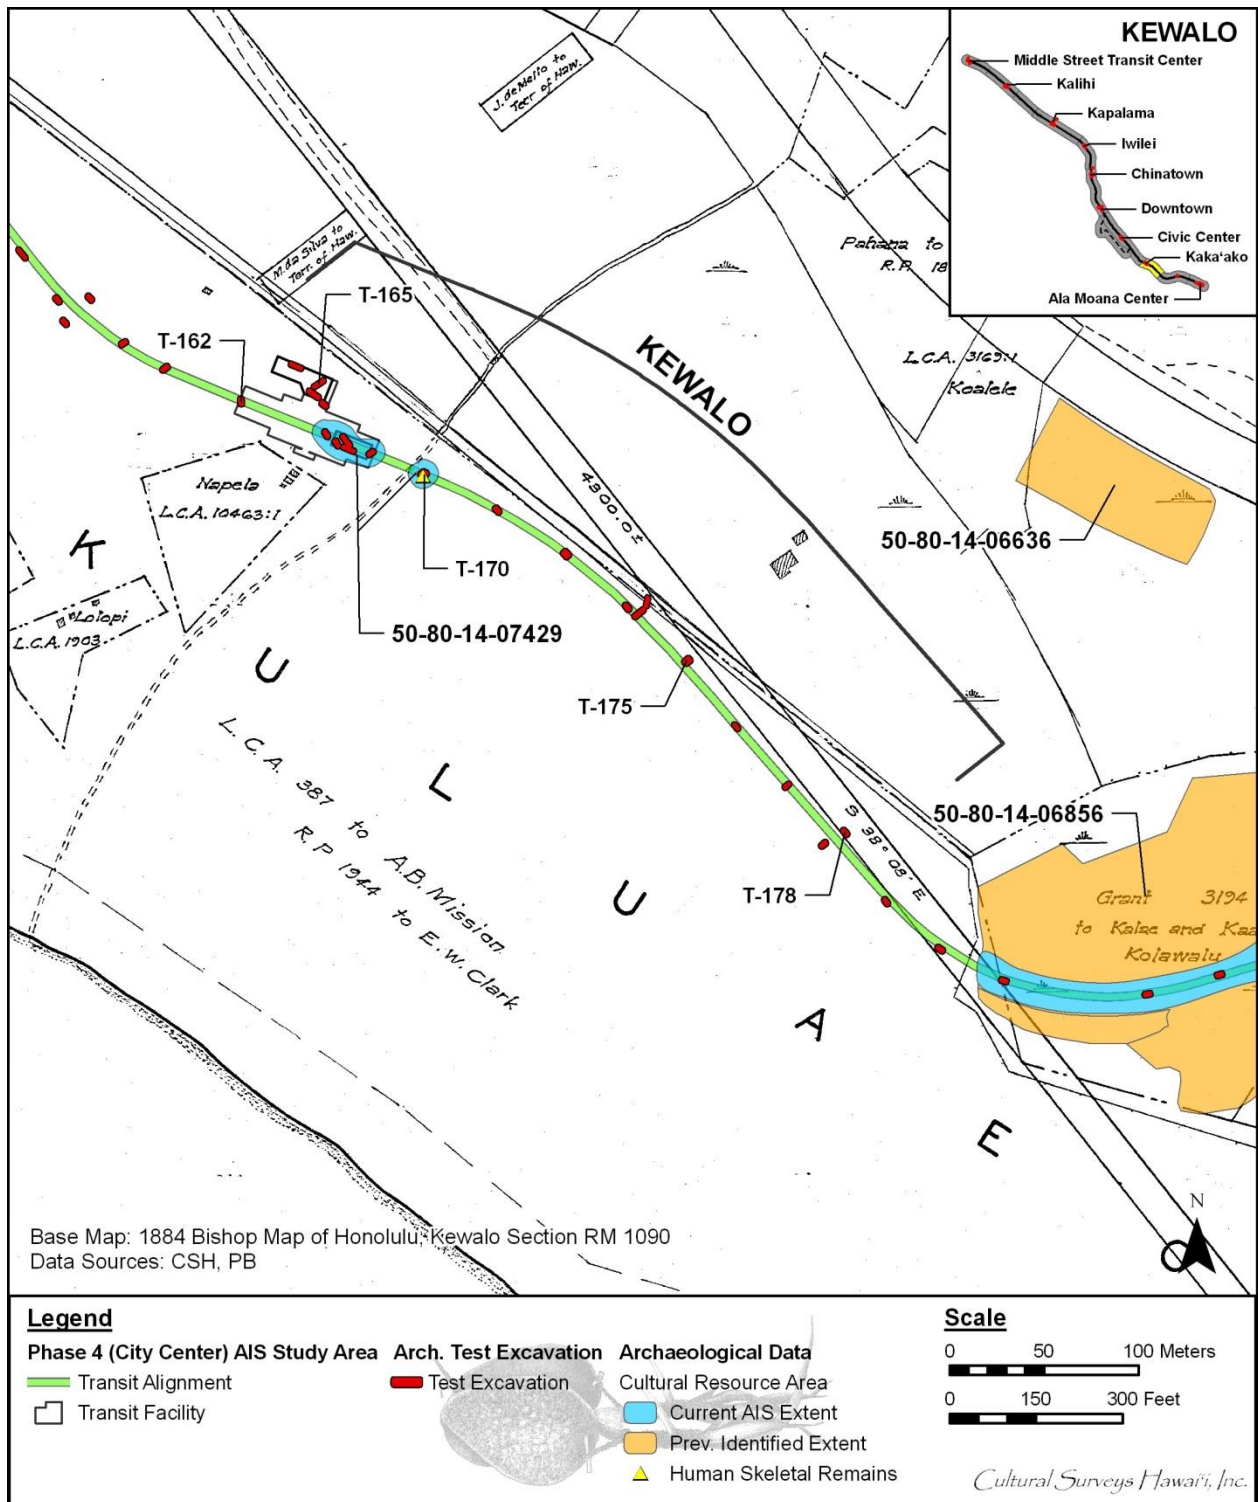 KEWALO
Middle Street Transit Center
Kalihi
Kapalama
Iwilei
Chinatown
Downtown
Civic Center
Kaka‘ako
Ala Moana Center
J. deMello to
Terr of Haw.
M. da Silva to
Terr. of Haw.
Pahana to
R.P. 18
T-165
T-162
KEWALO
L.C.A. 3169:1
Koalele
4300.0 ±
Napela
L.C.A. 10463:1
50-80-14-06636
T-170
50-80-14-07429
Lolopi
L.C.A. 1903
T-175
K
U
L
U
A
E
O
L.C.A. 387 to A.B. Mission
R.P. 1944 to E.W. Clark
50-80-14-06856
S 38° 08' E
T-178
Grant 3194
to Kalae and Kaa
Kolawalu
N
Base Map: 1884 Bishop Map of Honolulu, Kewalo Section RM 1090
Data Sources: CSH, PB
Legend
Phase 4 (City Center) AIS Study Area
Transit Alignment
Transit Facility
Arch. Test Excavation
Test Excavation
Archaeological Data
Cultural Resource Area
Current AIS Extent
Prev. Identified Extent
Human Skeletal Remains
Scale
0 50 100 Meters
0 150 300 Feet
Cultural Surveys Hawai‘i, Inc.